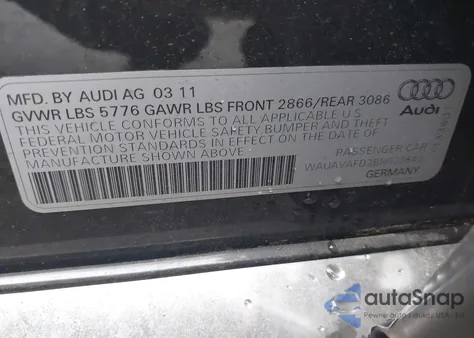 MFD. BY AUDI AG 03 11
GVWR LBS 5776 GAWR LBS FRONT 2866/REAR 3086
THIS VEHICLE CONFORMS TO ALL APPLICABLE U.S.
FEDERAL MOTOR VEHICLE SAFETY, BUMPER AND THEFT
PREVENTION STANDARDS IN EFFECT ON THE DATE OF
MANUFACTURE SHOWN ABOVE.
Audi
PASSENGER CAR
GERMANY
autoSnap